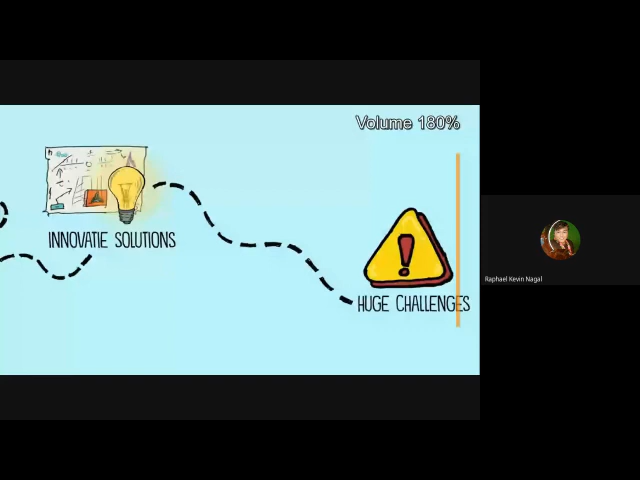 Volume 180%
INNOVATIE SOLUTIONS
HUGE CHALLENGES
Raphael Kevin Nagal